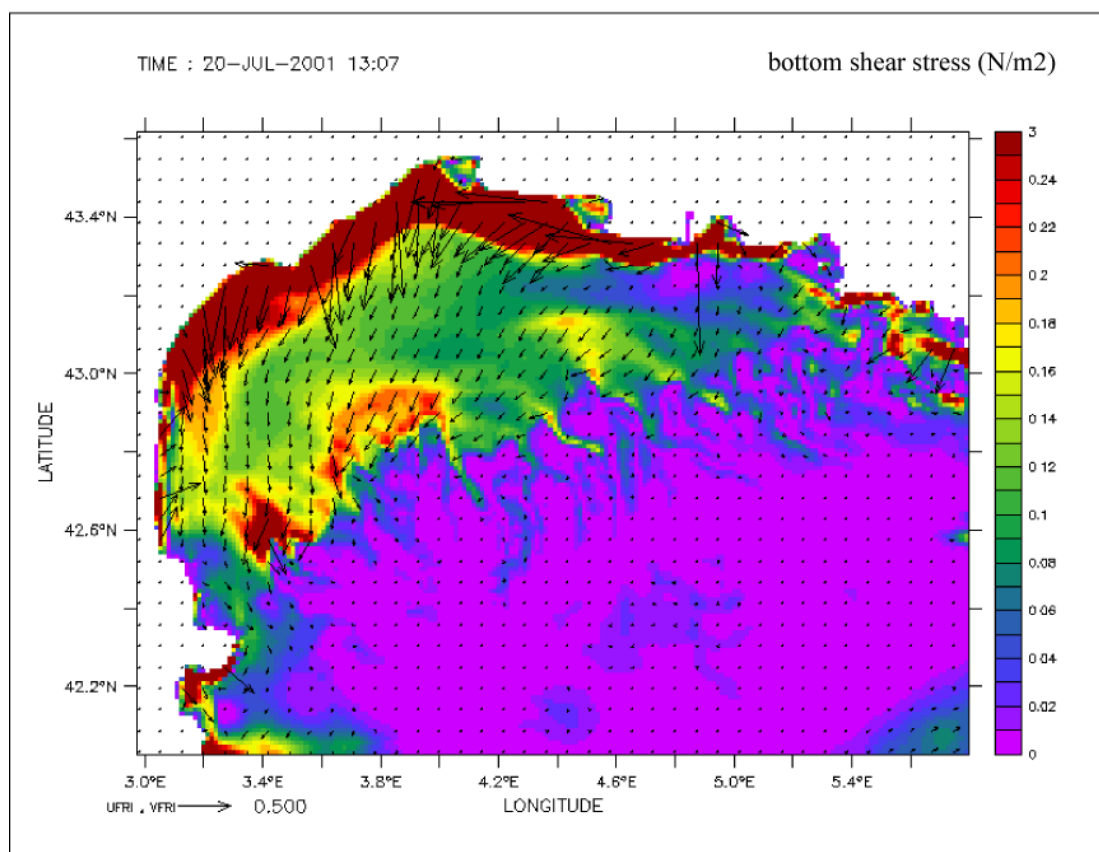 TIME : 20-JUL-2001 13:07
bottom shear stress (N/m2)
3
0.24
0.2
0.18
0.16
0.14
0.12
0.1
0.08
0.06
0.04
0.02
0
43.4°N
43.0°N
42.6°N
42.2°N
LATITUDE
3.0°E 3.4°E 3.8°E 4.2°E 4.6°E 5.0°E 5.4°E
LONGITUDE
UFRI , VFRI 0.500